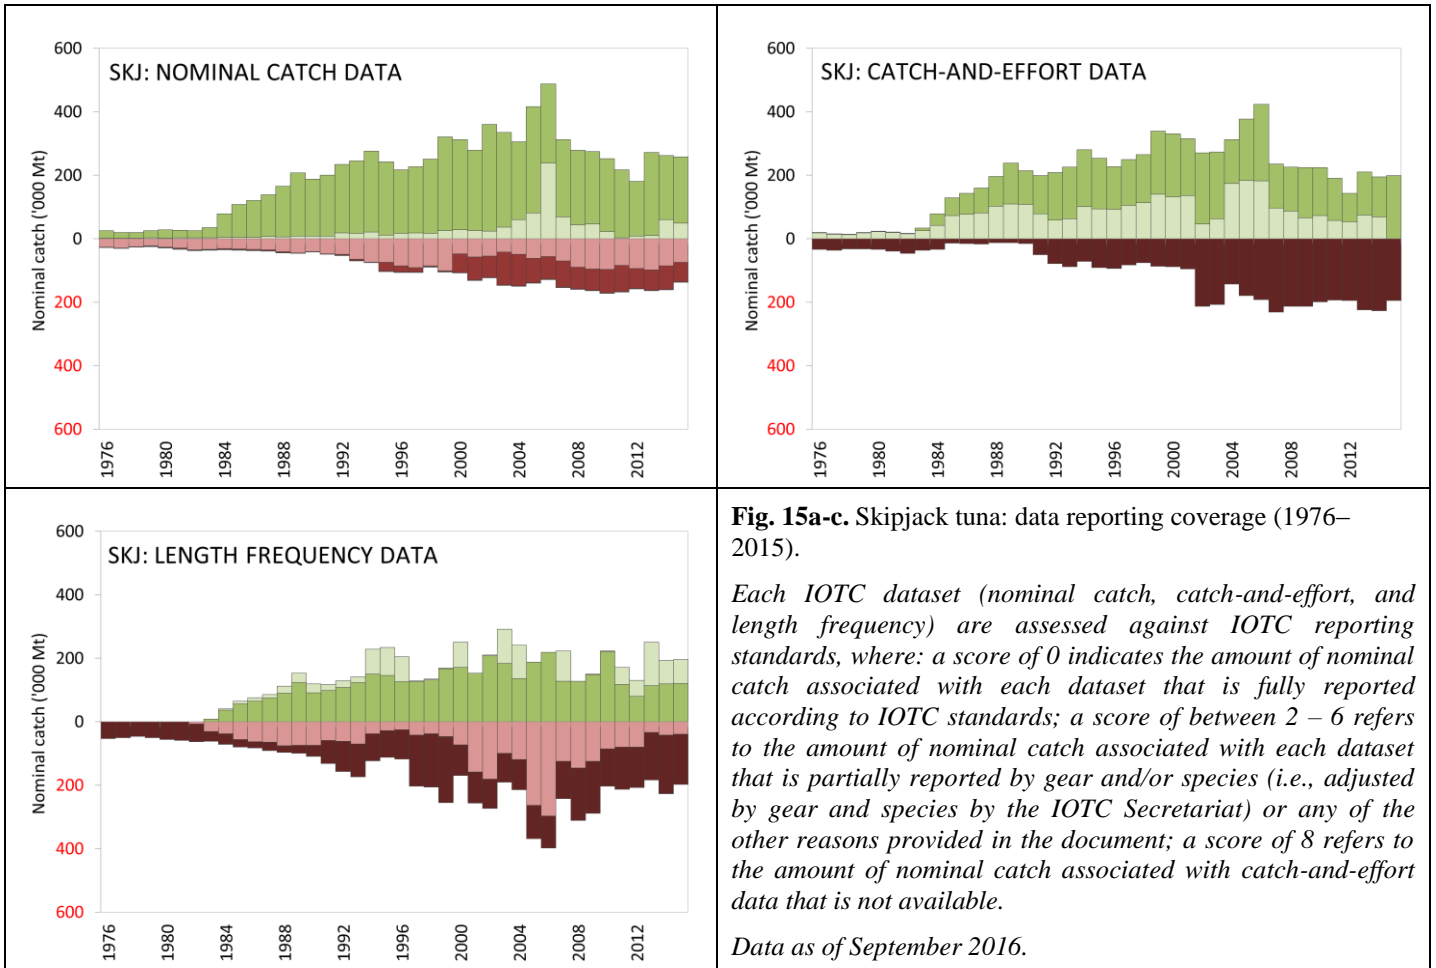 SKJ: NOMINAL CATCH DATA
Nominal catch ('000 Mt)
600
400
200
0
200
400
600
1976
1980
1984
1988
1992
1996
2000
2004
2008
2012
SKJ: CATCH-AND-EFFORT DATA
Nominal catch ('000 Mt)
600
400
200
0
200
400
600
1976
1980
1984
1988
1992
1996
2000
2004
2008
2012
SKJ: LENGTH FREQUENCY DATA
Nominal catch ('000 Mt)
600
400
200
0
200
400
600
1976
1980
1984
1988
1992
1996
2000
2004
2008
2012
Fig. 15a-c. Skipjack tuna: data reporting coverage (1976–
2015).
Each IOTC dataset (nominal catch, catch-and-effort, and
length frequency) are assessed against IOTC reporting
standards, where: a score of 0 indicates the amount of nominal
catch associated with each dataset that is fully reported
according to IOTC standards; a score of between 2 – 6 refers
to the amount of nominal catch associated with each dataset
that is partially reported by gear and/or species (i.e., adjusted
by gear and species by the IOTC Secretariat) or any of the
other reasons provided in the document; a score of 8 refers to
the amount of nominal catch associated with catch-and-effort
data that is not available.
Data as of September 2016.